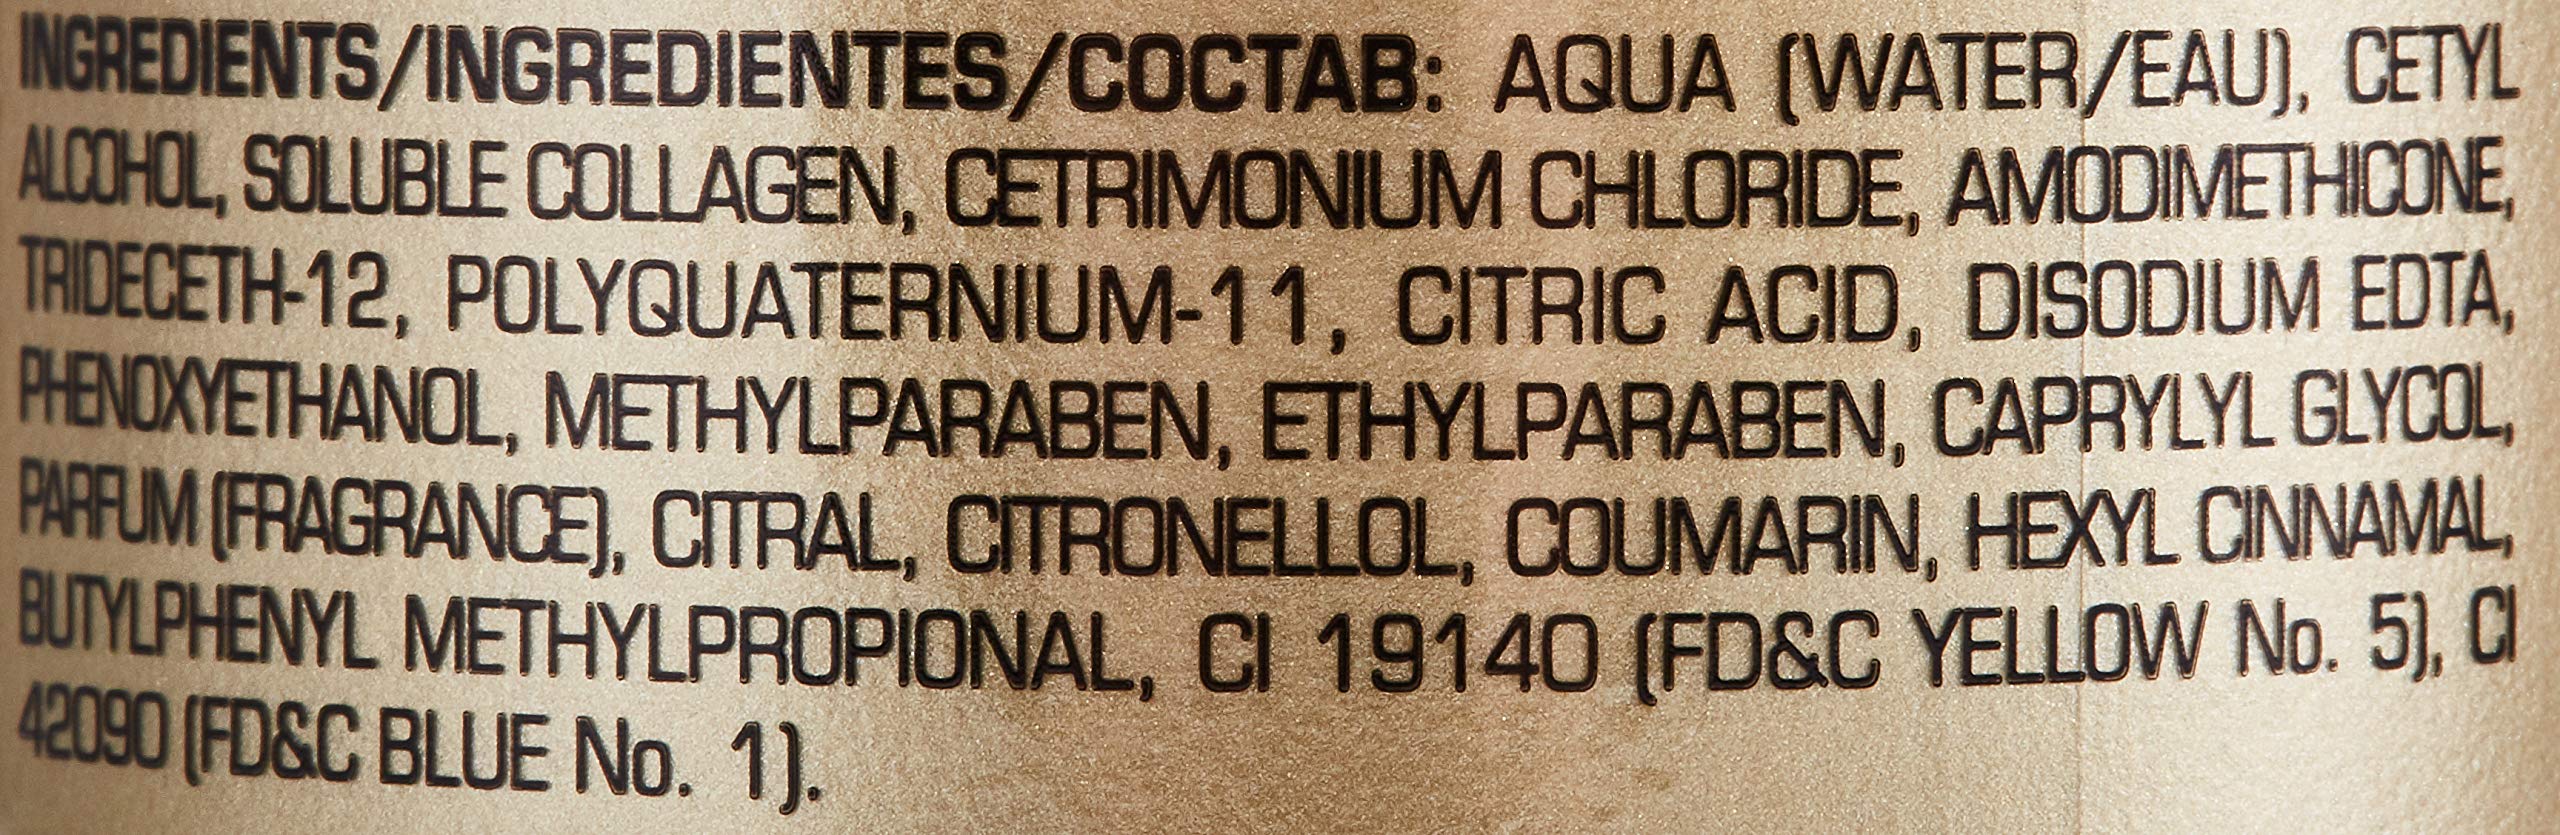 INGREDIENTS/INGREDIENTES/СОСТАВ: AQUA (WATER/EAU), CETYL
ALCOHOL, SOLUBLE COLLAGEN, CETRIMONIUM CHLORIDE, AMODIMETHICONE,
TRIDECETH-12, POLYQUATERNIUM-11, CITRIC ACID, DISODIUM EDTA,
PHENOXYETHANOL, METHYLPARABEN, ETHYLPARABEN, CAPRYLYL GLYCOL,
PARFUM (FRAGRANCE), CITRAL, CITRONELLOL, COUMARIN, HEXYL CINNAMAL,
BUTYLPHENYL METHYLPROPIONAL, CI 19140 (FD&C YELLOW No. 5), CI
42090 (FD&C BLUE No. 1).